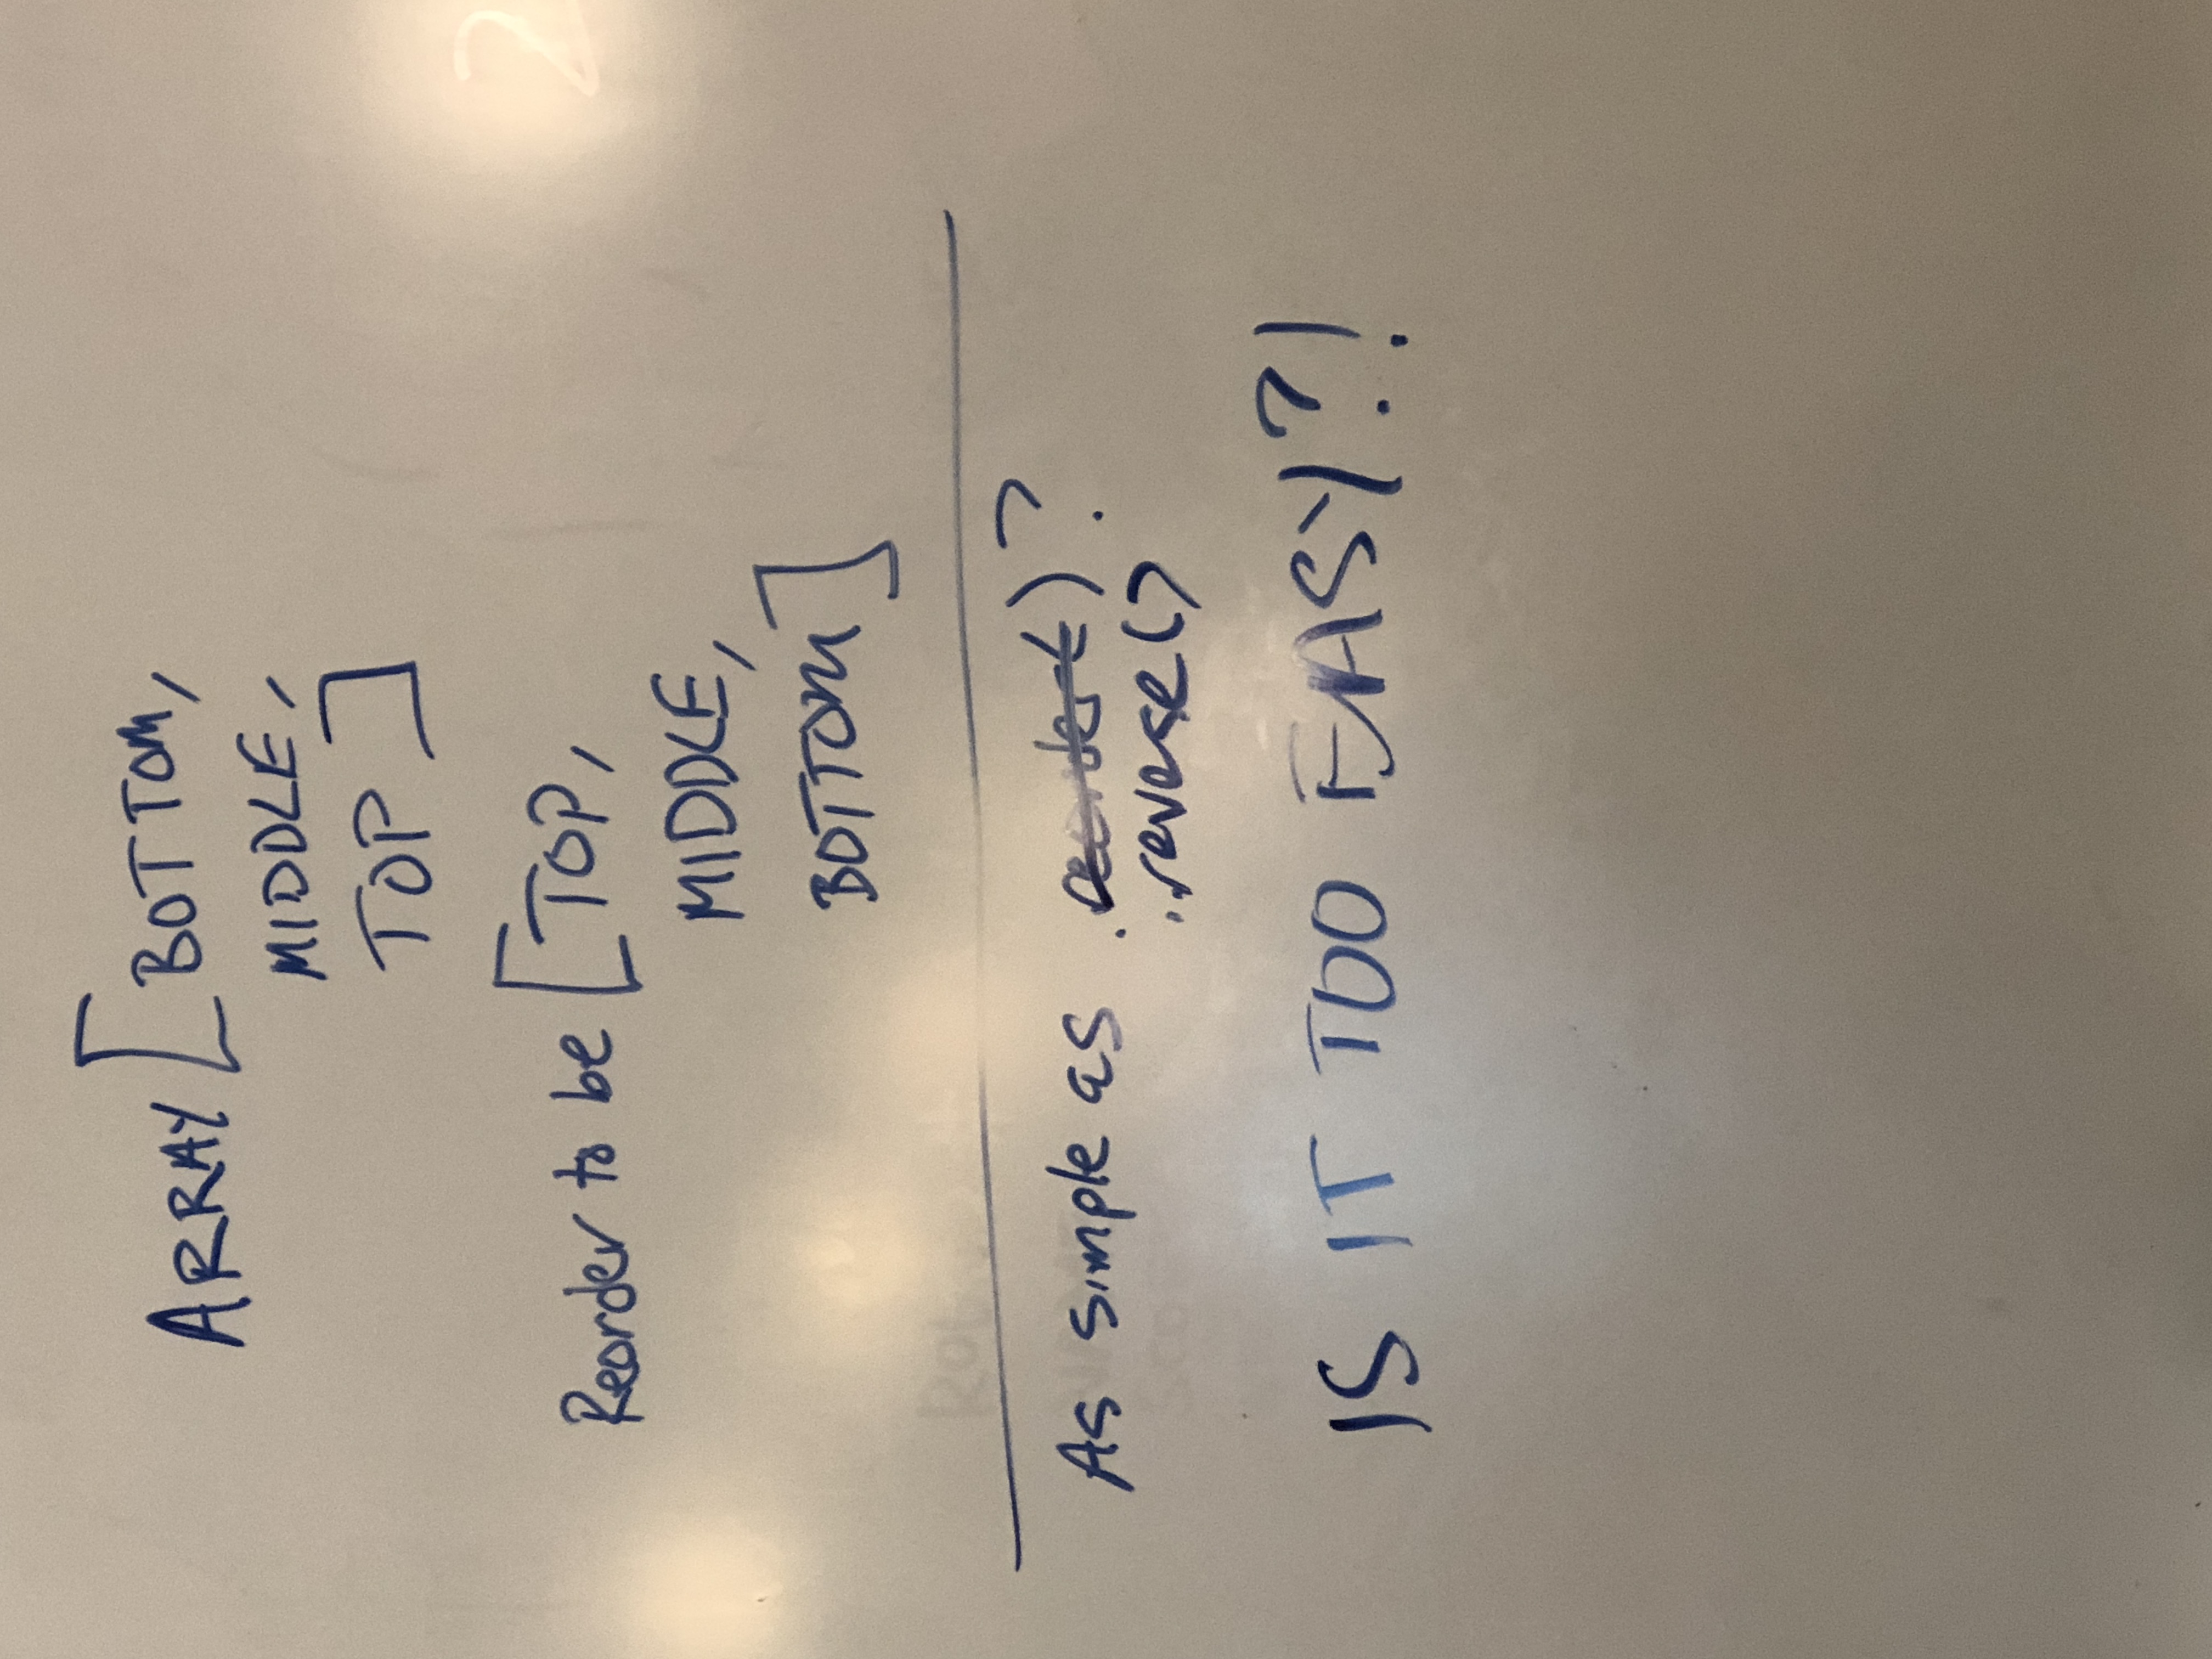 ARRAY [BOTTOM,
MIDDLE,
TOP]
Reorder to be [TOP,
MIDDLE,
BOTTOM]
As simple as .reorder()?
.reverse()
IS IT TOO EASY?!
2